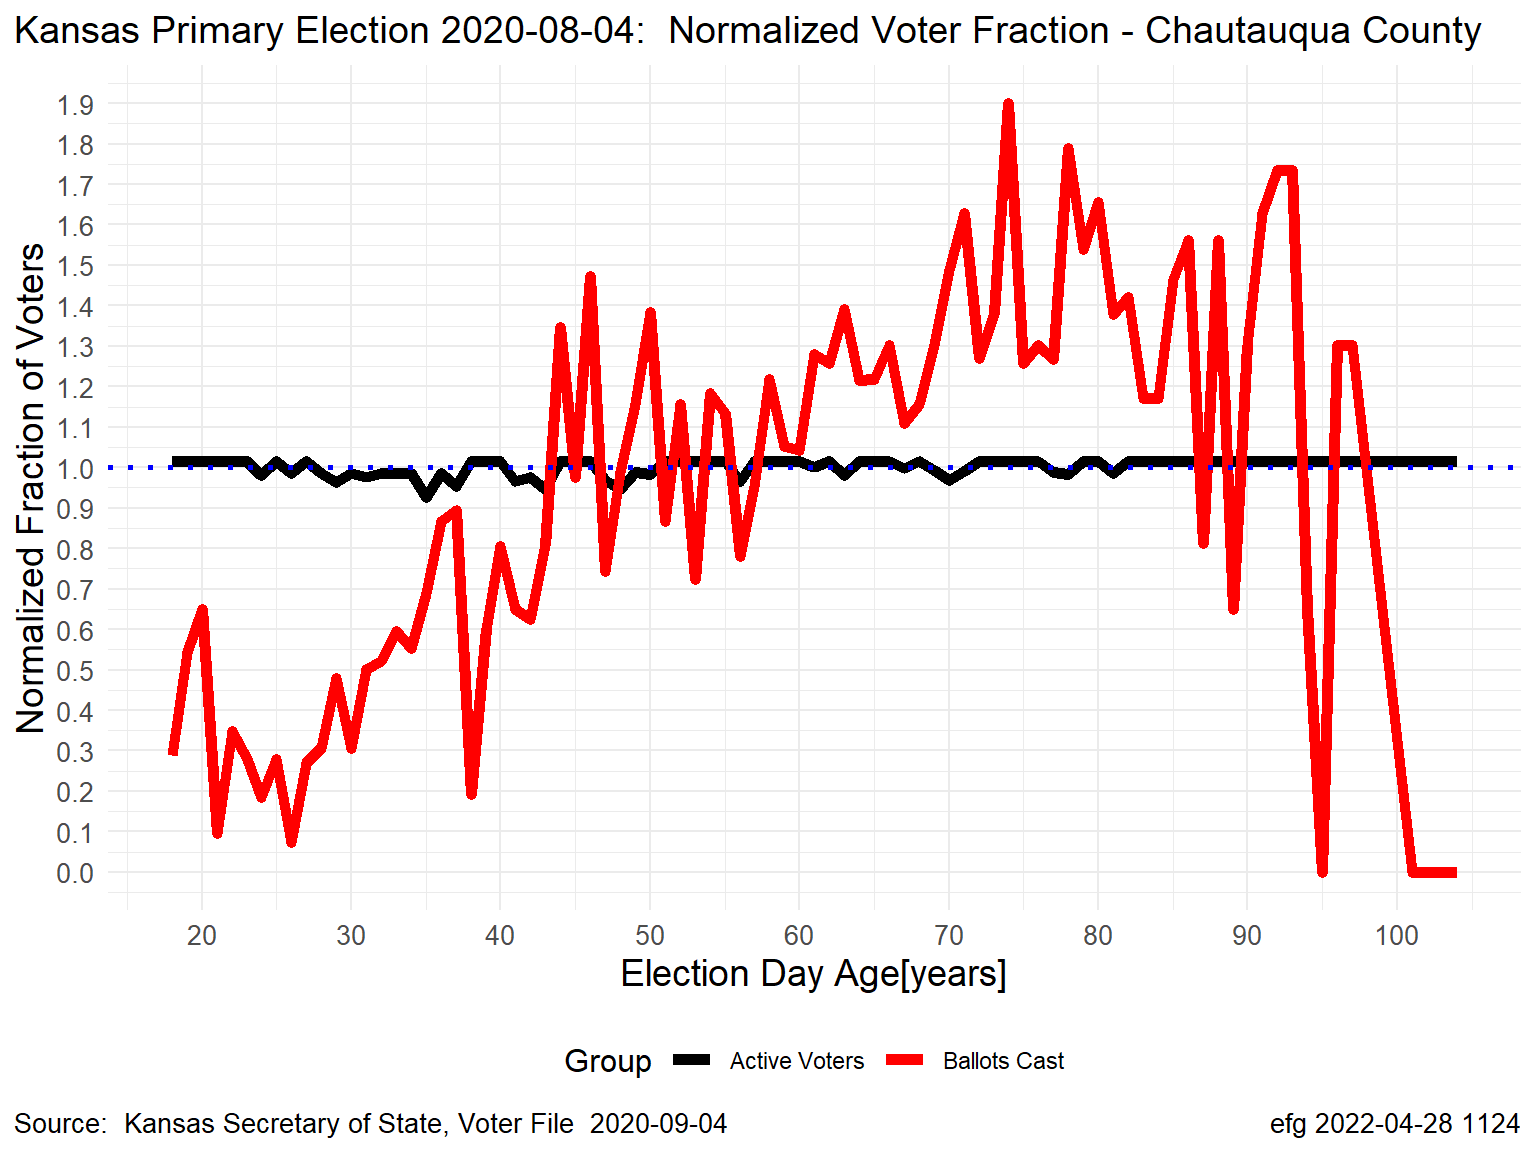 Kansas Primary Election 2020-08-04:  Normalized Voter Fraction - Chautauqua County
Normalized Fraction of Voters
1.9
1.8
1.7
1.6
1.5
1.4
1.3
1.2
1.1
1.0
0.9
0.8
0.7
0.6
0.5
0.4
0.3
0.2
0.1
0.0
20 30 40 50 60 70 80 90 100
Election Day Age[years]
Group Active Voters Ballots Cast
Source:  Kansas Secretary of State, Voter File  2020-09-04
efg 2022-04-28 1124